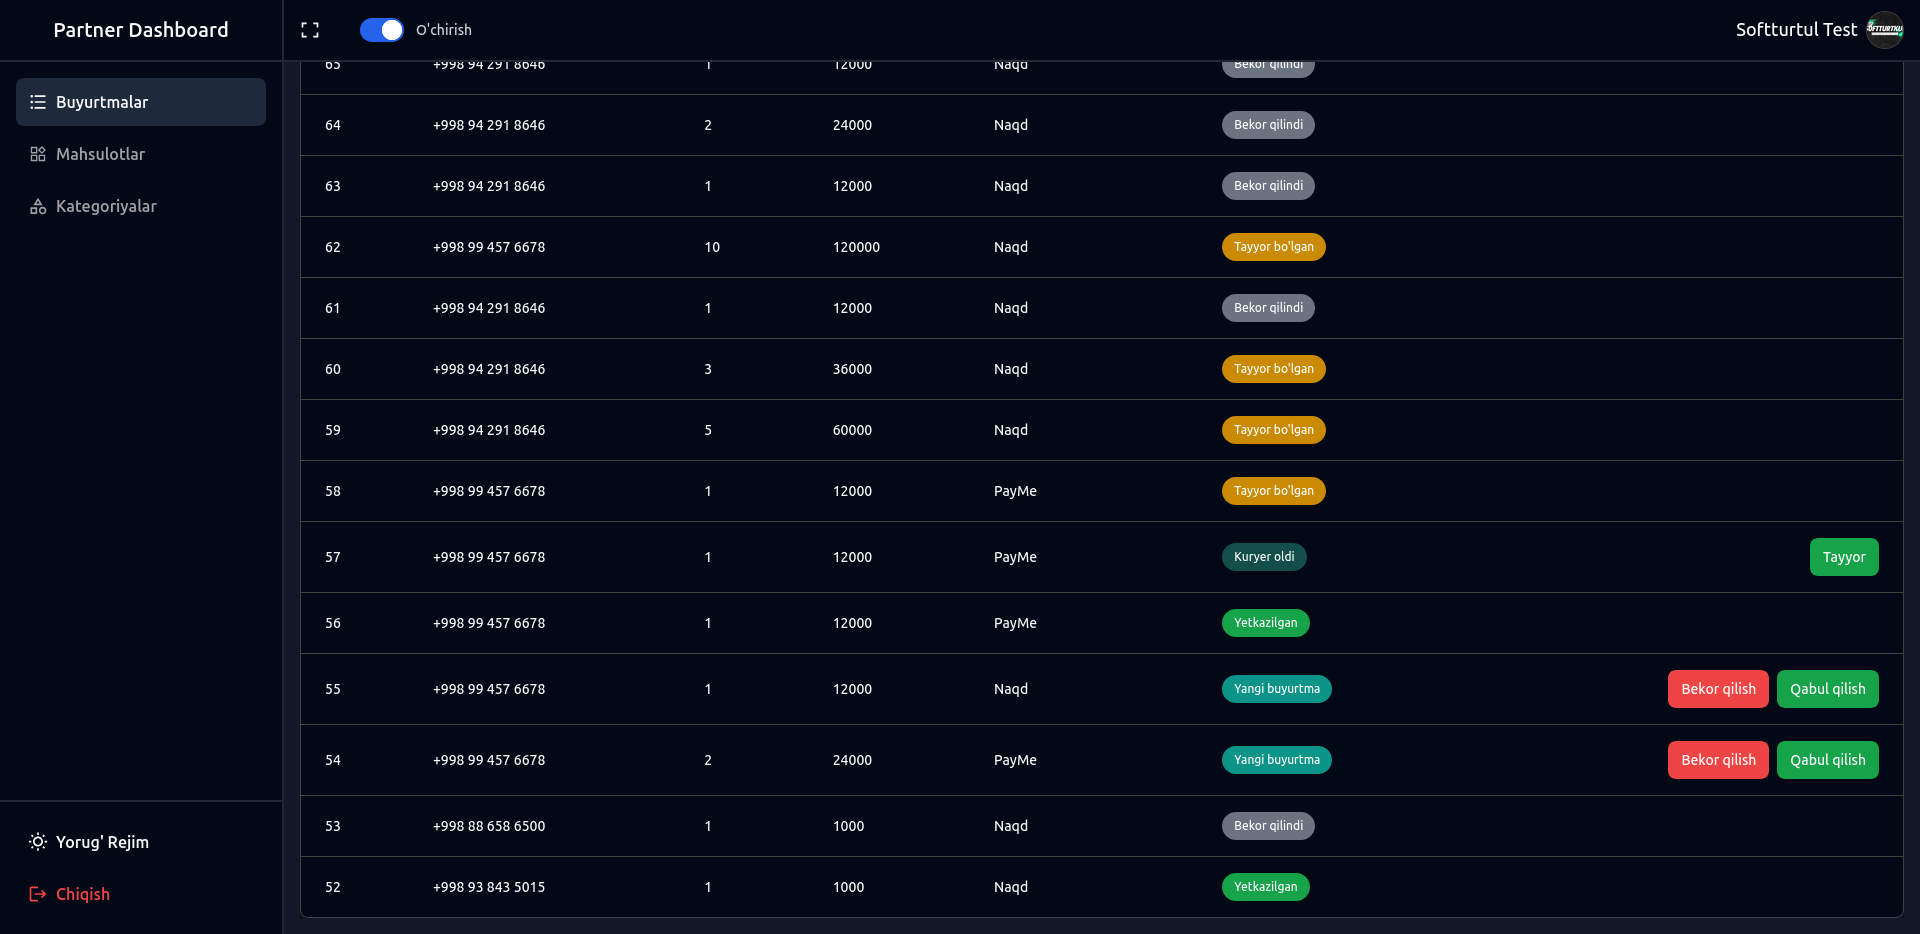 Partner Dashboard
O'chirish
Softturtul Test
Buyurtmalar
Mahsulotlar
Kategoriyalar
65 +998 94 291 8646 1 12000 Naqd Bekor qilindi
64 +998 94 291 8646 2 24000 Naqd Bekor qilindi
63 +998 94 291 8646 1 12000 Naqd Bekor qilindi
62 +998 99 457 6678 10 120000 Naqd Tayyor bo'lgan
61 +998 94 291 8646 1 12000 Naqd Bekor qilindi
60 +998 94 291 8646 3 36000 Naqd Tayyor bo'lgan
59 +998 94 291 8646 5 60000 Naqd Tayyor bo'lgan
58 +998 99 457 6678 1 12000 PayMe Tayyor bo'lgan
57 +998 99 457 6678 1 12000 PayMe Kuryer oldi Tayyor
56 +998 99 457 6678 1 12000 PayMe Yetkazilgan
55 +998 99 457 6678 1 12000 Naqd Yangi buyurtma Bekor qilish Qabul qilish
54 +998 99 457 6678 2 24000 PayMe Yangi buyurtma Bekor qilish Qabul qilish
53 +998 88 658 6500 1 1000 Naqd Bekor qilindi
52 +998 93 843 5015 1 1000 Naqd Yetkazilgan
Yorug' Rejim
Chiqish